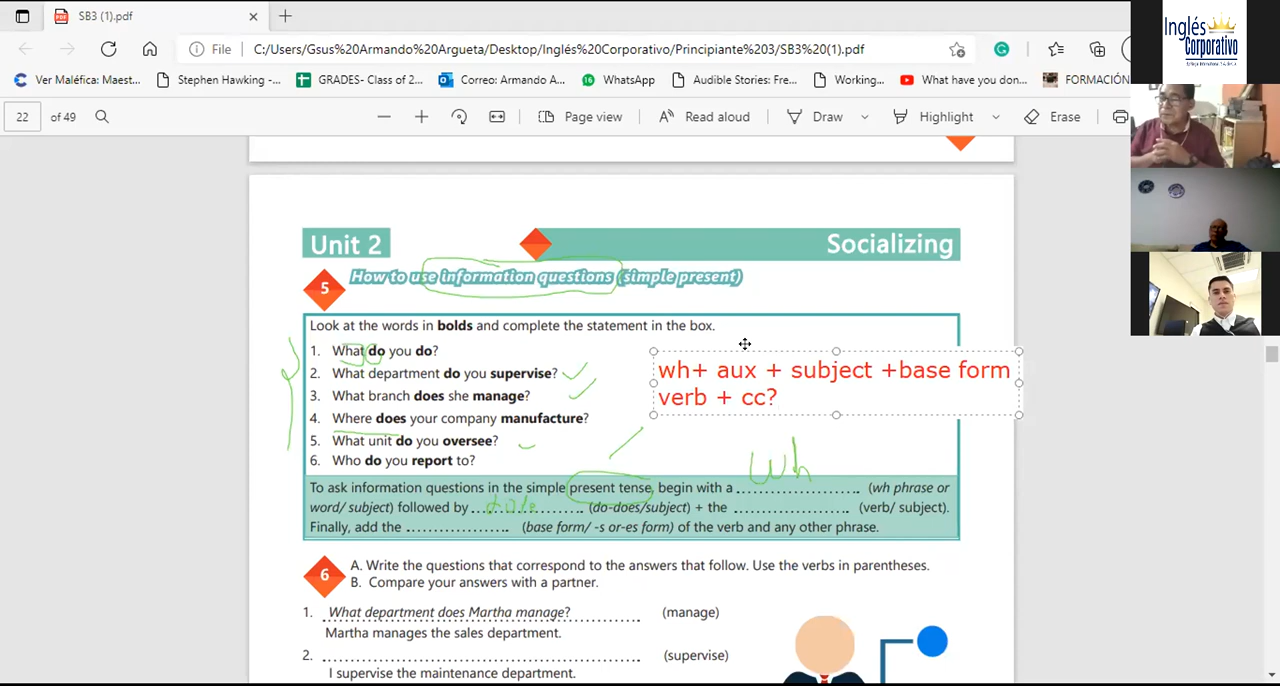 SB3 (1).pdf
File C:/Users/Gsus%20Armando%20Argueta/Desktop/Inglés%20Corporativo/Principiante%203/SB3%20(1).pdf
Ver Maléfica: Maest... Stephen Hawking -... GRADES- Class of 2... Correo: Armando A... WhatsApp Audible Stories: Fre... Working... What have you don... FORMACIÓN
22 of 49 Page view Read aloud Draw Highlight Erase
Inglés
Corporativo
Unit 2 Socializing
5 How to use information questions (simple present)
Look at the words in bolds and complete the statement in the box.
1. What do you do?
2. What department do you supervise?
3. What branch does she manage?
4. Where does your company manufacture?
5. What unit do you oversee?
6. Who do you report to?
wh+ aux + subject +base form
verb + cc?
wh
To ask information questions in the simple present tense, begin with a ........................ (wh phrase or
word/ subject) followed by ...................... (do-does/subject) + the ...................... (verb/ subject).
Finally, add the .................... (base form/ -s or-es form) of the verb and any other phrase.
6 A. Write the questions that correspond to the answers that follow. Use the verbs in parentheses.
B. Compare your answers with a partner.
1. What department does Martha manage? (manage)
Martha manages the sales department.
2. ............................................................ (supervise)
I supervise the maintenance department.